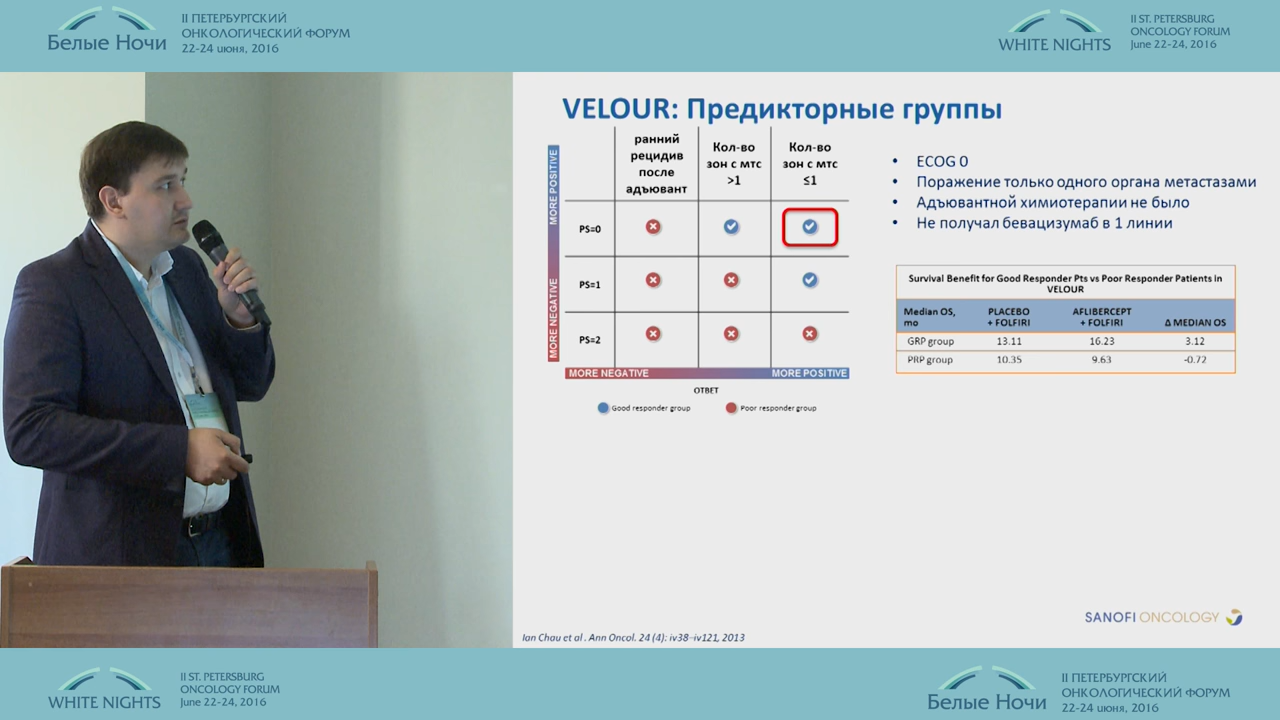 Белые Ночи
II ПЕТЕРБУРГСКИЙ
ОНКОЛОГИЧЕСКИЙ ФОРУМ
22-24 июня, 2016
WHITE NIGHTS
II ST. PETERSBURG
ONCOLOGY FORUM
June 22-24, 2016
VELOUR: Предикторные группы
MORE POSITIVE
MORE NEGATIVE
ранний
рецидив
после
адъювант
Кол-во
зон с мтс
>1
Кол-во
зон с мтс
≤1
PS=0
PS=1
PS=2
MORE NEGATIVE
MORE POSITIVE
ОТВЕТ
Good responder group
Poor responder group
• ECOG 0
• Поражение только одного органа метастазами
• Адъювантной химиотерапии не было
• Не получал бевацизумаб в 1 линии
Survival Benefit for Good Responder Pts vs Poor Responder Patients in
VELOUR
Median OS,
mo
PLACEBO
+ FOLFIRI
AFLIBERCEPT
+ FOLFIRI
Δ MEDIAN OS
GRP group 13.11 16.23 3.12
PRP group 10.35 9.63 -0.72
SANOFI ONCOLOGY
Ian Chau et al . Ann Oncol. 24 (4): iv38–iv121, 2013
WHITE NIGHTS
II ST. PETERSBURG
ONCOLOGY FORUM
June 22-24, 2016
Белые Ночи
II ПЕТЕРБУРГСКИЙ
ОНКОЛОГИЧЕСКИЙ ФОРУМ
22-24 июня, 2016